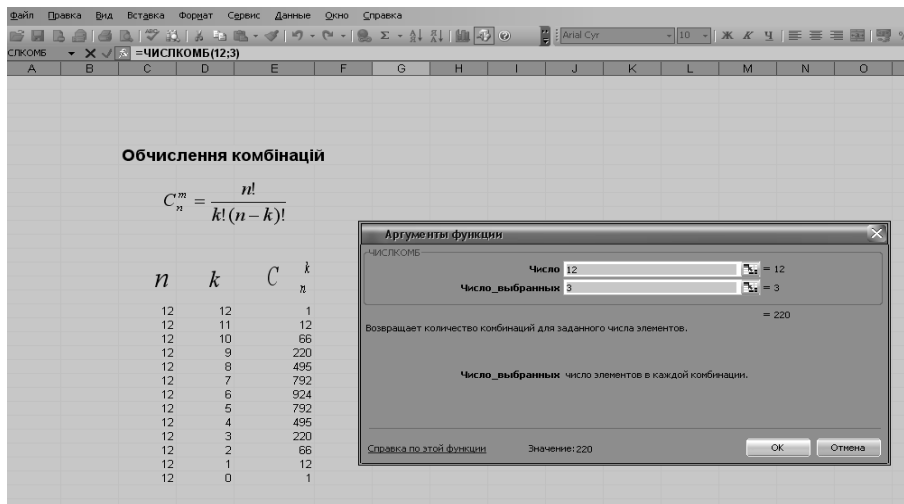 Файл Правка Вид Вставка Формат Сервис Данные Окно Справка
Arial Cyr 10 Ж К Ч
СЛКОМБ =ЧИСЛКОМБ(12;3)
A B C D E F G H I J K L M N O
Обчислення комбінацій
C_n^m = n! / k!(n−k)!
n k C k n
12 12 1
12 11 12
12 10 66
12 9 220
12 8 495
12 7 792
12 6 924
12 5 792
12 4 495
12 3 220
12 2 66
12 1 12
12 0 1
Аргументы функции
ЧИСЛКОМБ
Число 12 = 12
Число_выбранных 3 = 3
= 220
Возвращает количество комбинаций для заданного числа элементов.
Число_выбранных число элементов в каждой комбинации.
Справка по этой функции Значение:220 OK Отмена